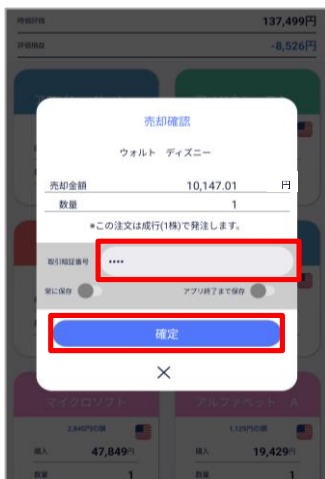 時価評価 137,499円
評価損益 -8,526円
売却確認
ウォルト ディズニー
売却金額 10,147.01 円
数量 1
*この注文は成行(1株)で発注します。
取引暗証番号 ••••
常に保存 アプリ終了まで保存
確定
×
マイクロソフト アルファベット A
2,840円の損 1,129円の損
購入 47,849円 購入 19,429円
数量 1 数量 1